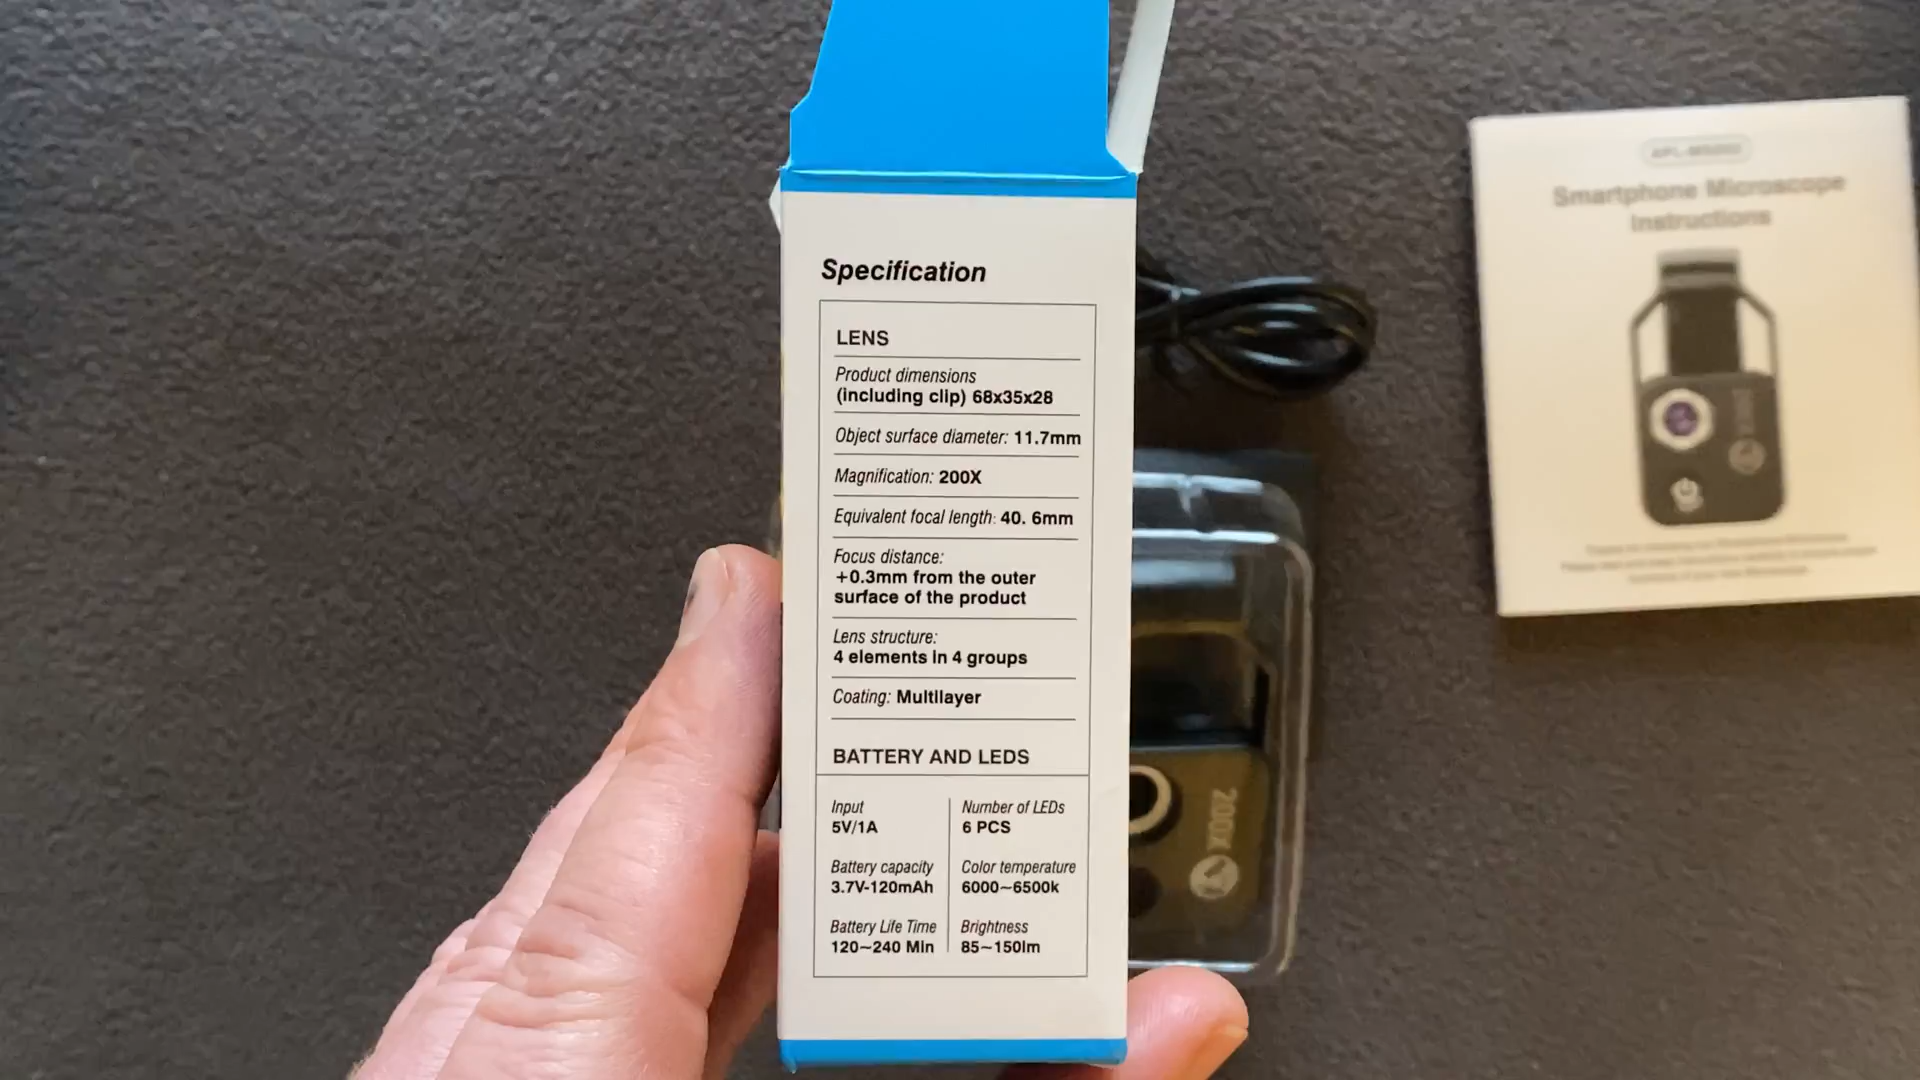 Specification
LENS
Product dimensions
(including clip) 68x35x28
Object surface diameter: 11.7mm
Magnification: 200X
Equivalent focal length: 40. 6mm
Focus distance:
+0.3mm from the outer
surface of the product
Lens structure:
4 elements in 4 groups
Coating: Multilayer
BATTERY AND LEDS
Input
5V/1A
Number of LEDs
6 PCS
Battery capacity
3.7V-120mAh
Color temperature
6000~6500k
Battery Life Time
120~240 Min
Brightness
85~150lm
Smartphone Microscope
Instructions
200X